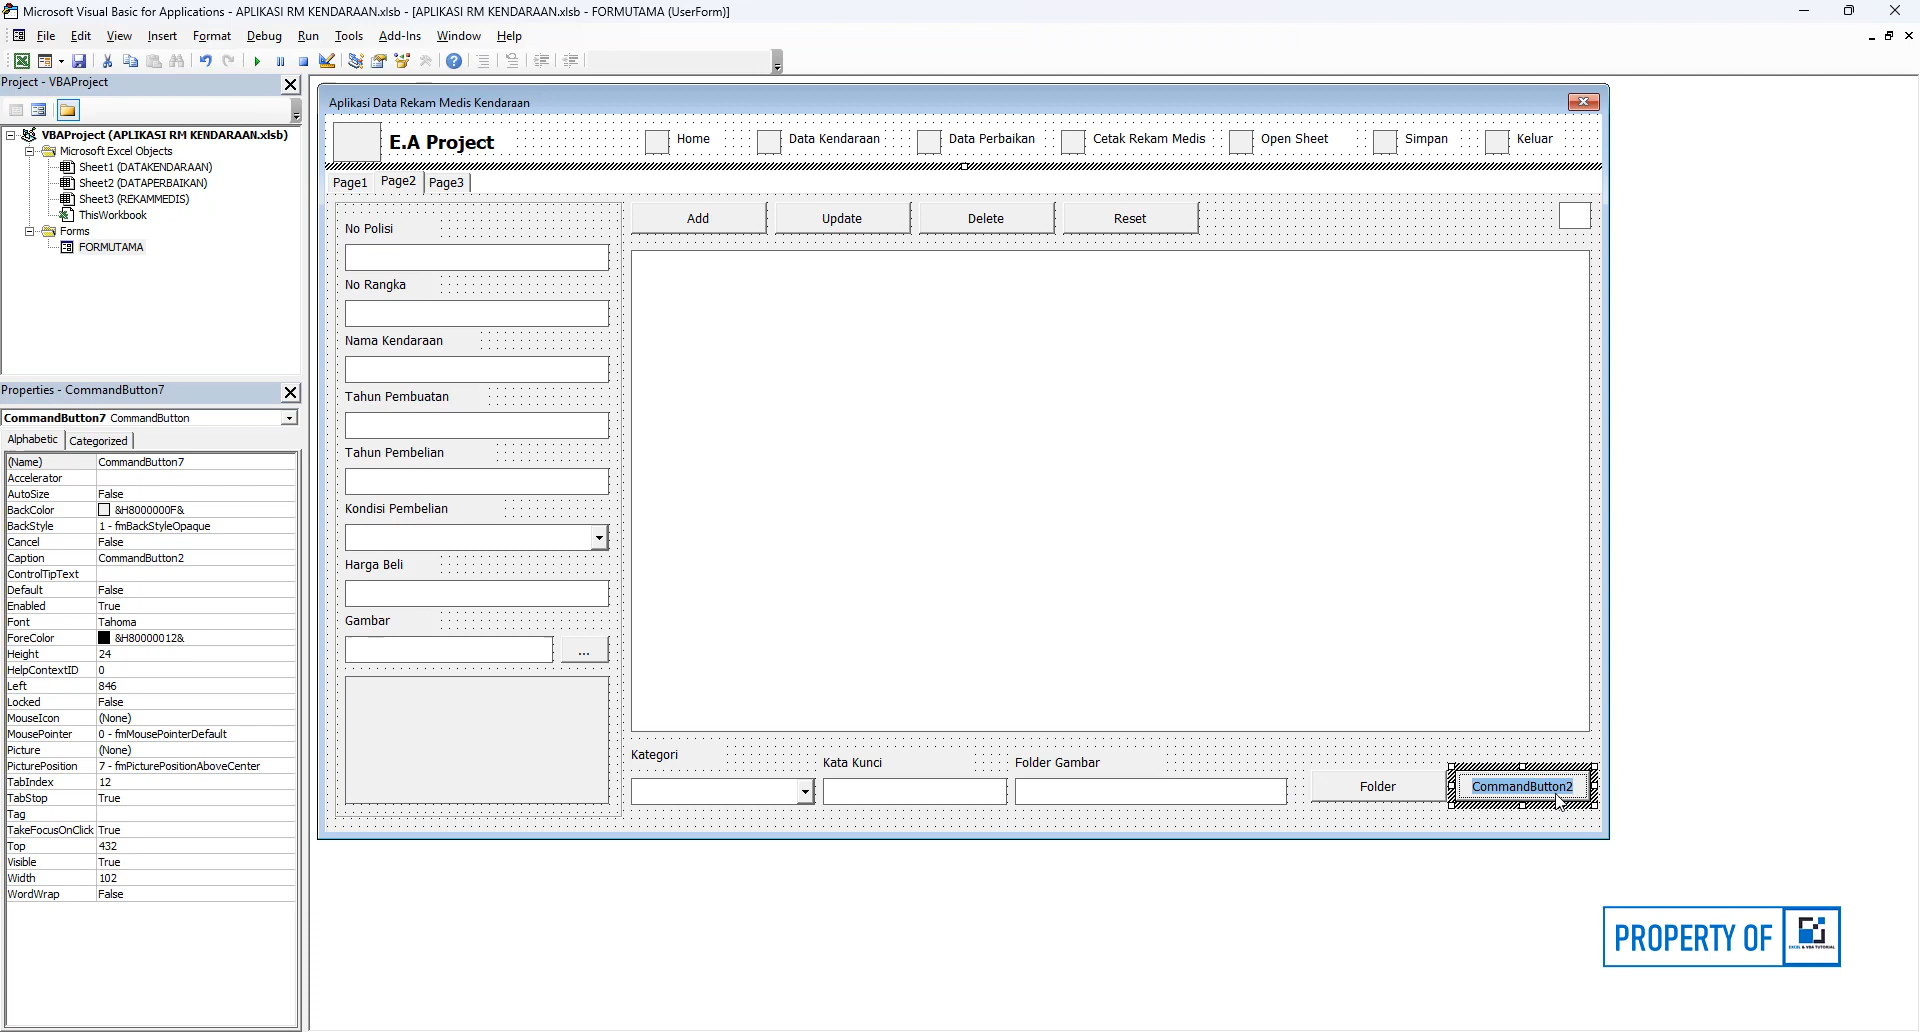 Microsoft Visual Basic for Applications - APLIKASI RM KENDARAAN.xlsb - [APLIKASI RM KENDARAAN.xlsb - FORMUTAMA (UserForm)]
File Edit View Insert Format Debug Run Tools Add-Ins Window Help
Project - VBAProject
VBAProject (APLIKASI RM KENDARAAN.xlsb)
Microsoft Excel Objects
Sheet1 (DATAKENDARAAN)
Sheet2 (DATAPERBAIKAN)
Sheet3 (REKAMMEDIS)
ThisWorkbook
Forms
FORMUTAMA
Properties - CommandButton7
CommandButton7 CommandButton
Alphabetic Categorized
(Name) CommandButton7
Accelerator
AutoSize False
BackColor &H8000000F&
BackStyle 1 - fmBackStyleOpaque
Cancel False
Caption CommandButton2
ControlTipText
Default False
Enabled True
Font Tahoma
ForeColor &H80000012&
Height 24
HelpContextID 0
Left 846
Locked False
MouseIcon (None)
MousePointer 0 - fmMousePointerDefault
Picture (None)
PicturePosition 7 - fmPicturePositionAboveCenter
TabIndex 12
TabStop True
Tag
TakeFocusOnClick True
Top 432
Visible True
Width 102
WordWrap False
Aplikasi Data Rekam Medis Kendaraan
E.A Project Home Data Kendaraan Data Perbaikan Cetak Rekam Medis Open Sheet Simpan Keluar
Page1 Page2 Page3
Add Update Delete Reset
No Polisi
No Rangka
Nama Kendaraan
Tahun Pembuatan
Tahun Pembelian
Kondisi Pembelian
Harga Beli
Gambar
...
Kategori Kata Kunci Folder Gambar
Folder CommandButton2
PROPERTY OF
EXCEL & VBA TUTORIAL